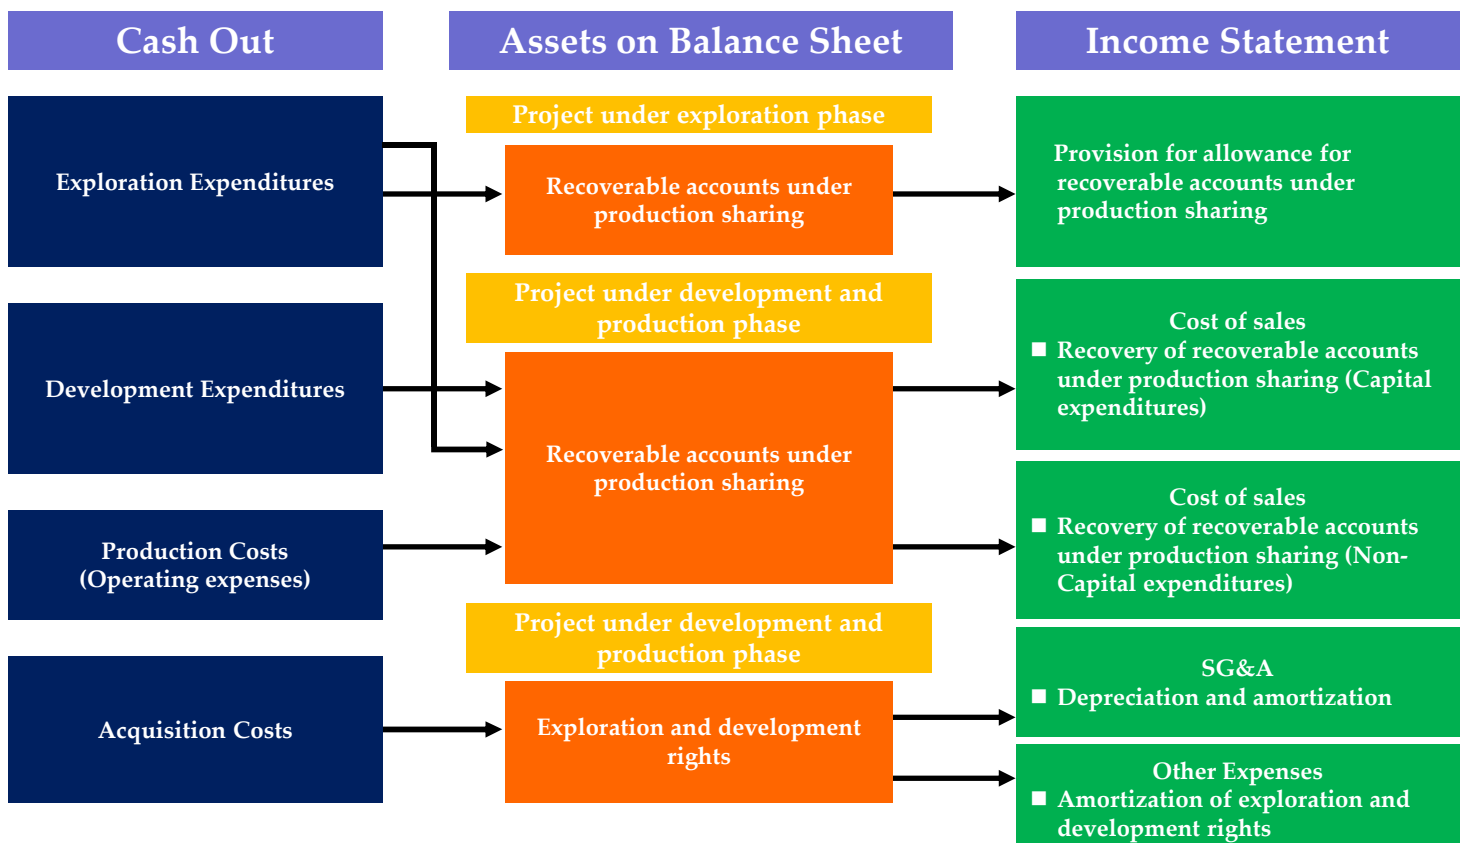 Cash Out
Assets on Balance Sheet
Income Statement
Exploration Expenditures
Development Expenditures
Production Costs
(Operating expenses)
Acquisition Costs
Project under exploration phase
Recoverable accounts under
production sharing
Project under development and
production phase
Recoverable accounts under
production sharing
Project under development and
production phase
Exploration and development
rights
Provision for allowance for
recoverable accounts under
production sharing
Cost of sales
■ Recovery of recoverable accounts
under production sharing (Capital
expenditures)
Cost of sales
■ Recovery of recoverable accounts
under production sharing (Non-
Capital expenditures)
SG&A
■ Depreciation and amortization
Other Expenses
■ Amortization of exploration and
development rights